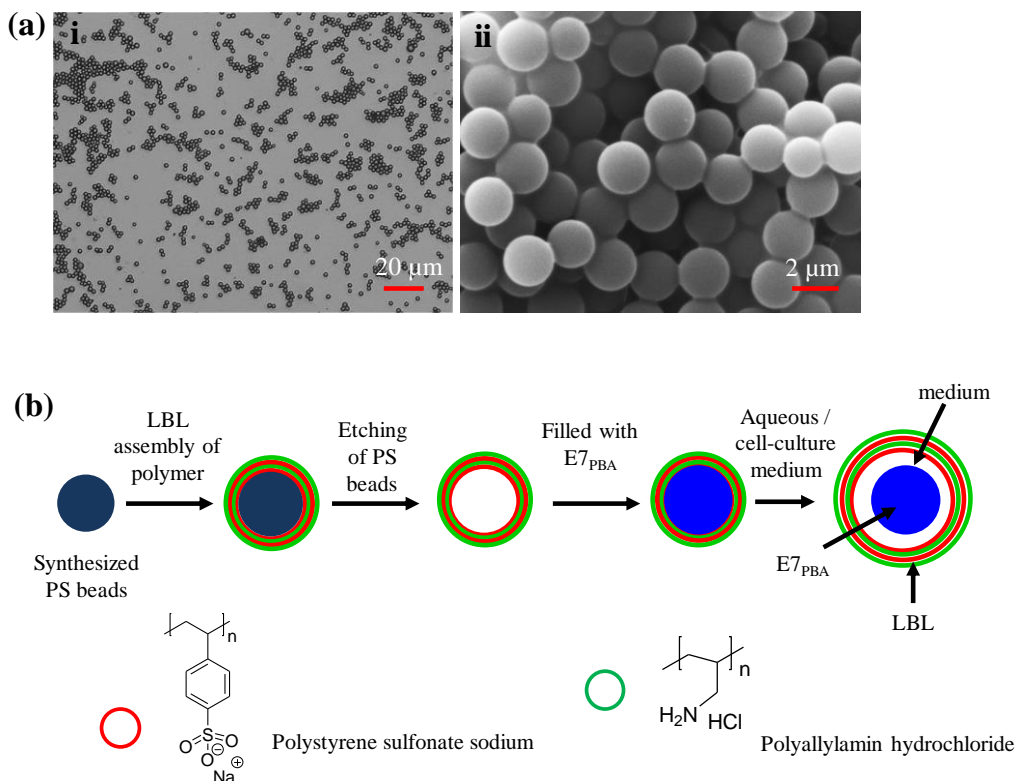 (a)
i
20 μm
ii
2 μm
(b)
LBL
assembly of
polymer
Etching
of PS
beads
Filled with
E7PBA
Aqueous /
cell-culture
medium
medium
Synthesized
PS beads
E7PBA
LBL
n
S
O
O
O
⊖
Na
⊕
Polystyrene sulfonate sodium
n
H2N
HCl
Polyallylamin hydrochloride